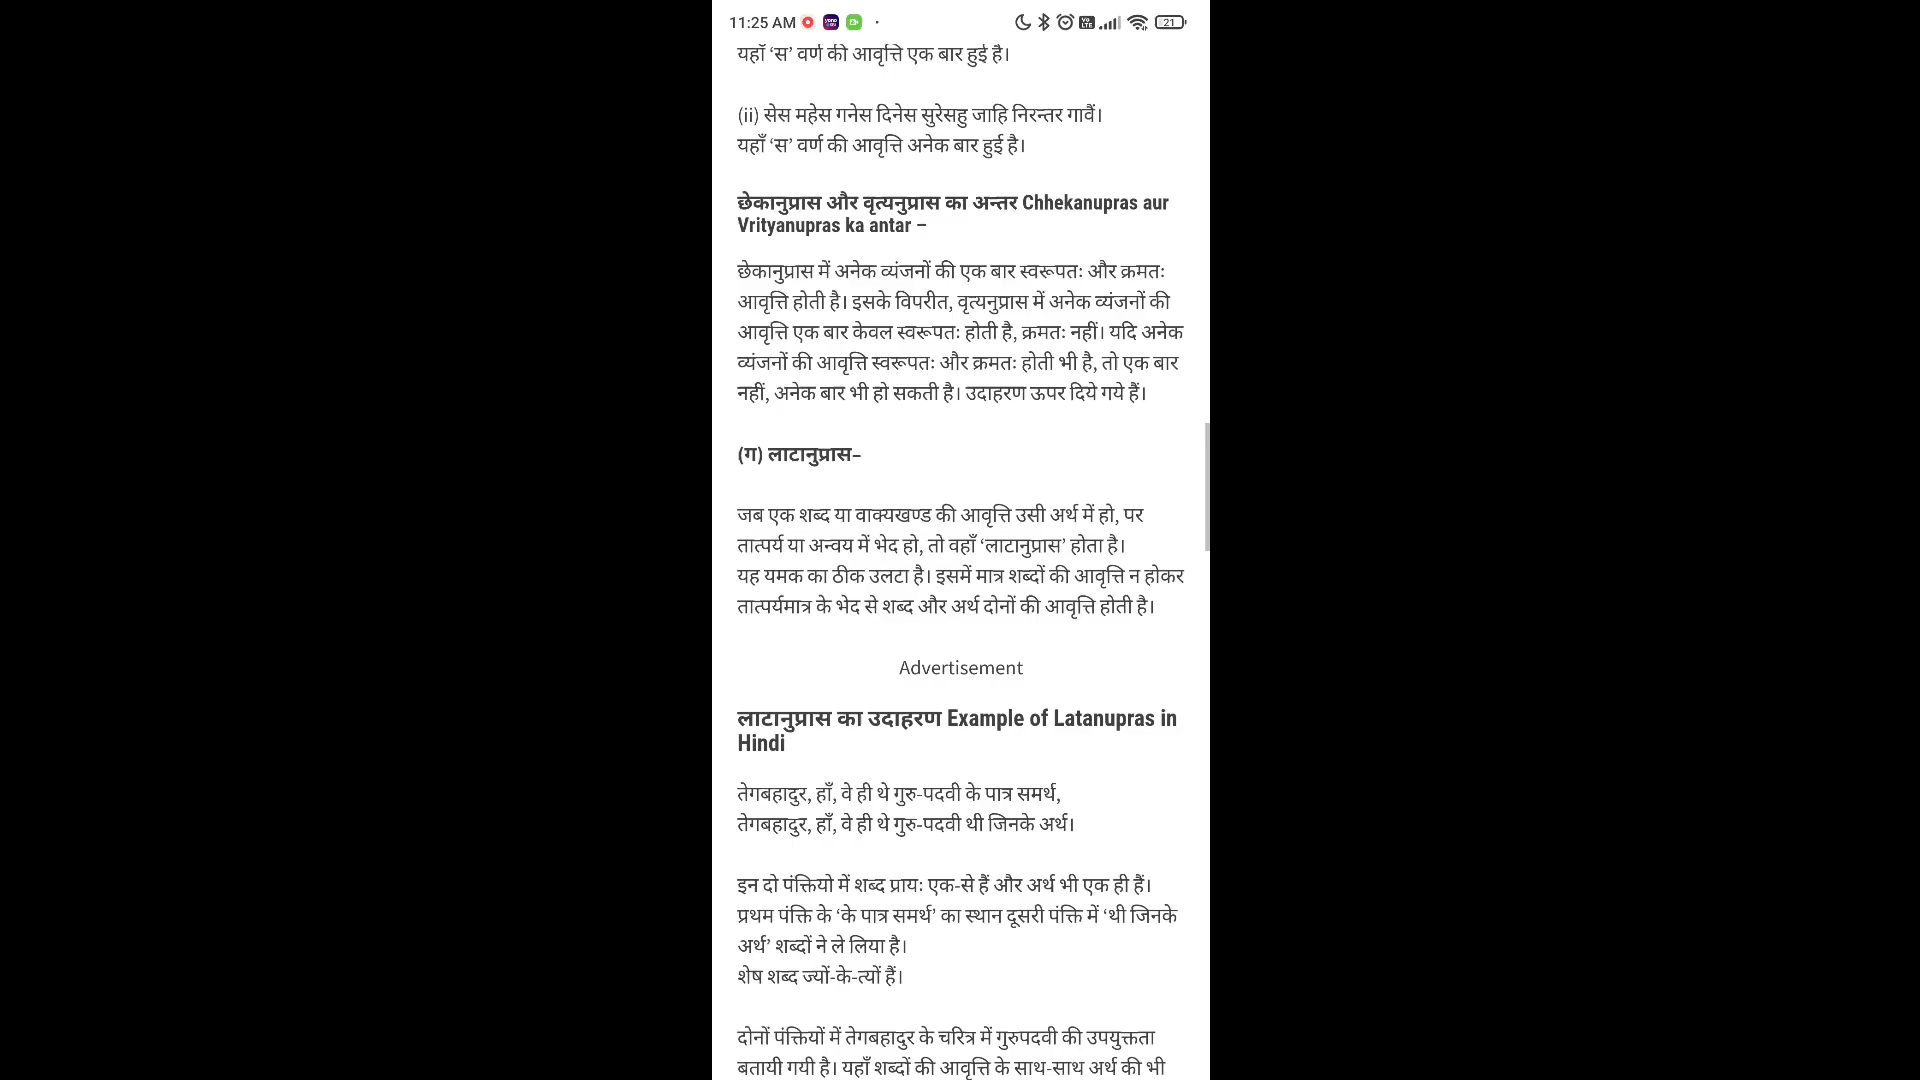 11:25 AM
21
यहाँ ‘स’ वर्ण की आवृत्ति एक बार हुई है।
(ii) सेस महेस गनेस दिनेस सुरेसहु जाहि निरन्तर गावैं।
यहाँ ‘स’ वर्ण की आवृत्ति अनेक बार हुई है।
छेकानुप्रास और वृत्यनुप्रास का अन्तर Chhekanupras aur
Vrityanupras ka antar –
छेकानुप्रास में अनेक व्यंजनों की एक बार स्वरूपतः और क्रमतः
आवृत्ति होती है। इसके विपरीत, वृत्यनुप्रास में अनेक व्यंजनों की
आवृत्ति एक बार केवल स्वरूपतः होती है, क्रमतः नहीं। यदि अनेक
व्यंजनों की आवृत्ति स्वरूपतः और क्रमतः होती भी है, तो एक बार
नहीं, अनेक बार भी हो सकती है। उदाहरण ऊपर दिये गये हैं।
(ग) लाटानुप्रास–
जब एक शब्द या वाक्यखण्ड की आवृत्ति उसी अर्थ में हो, पर
तात्पर्य या अन्वय में भेद हो, तो वहाँ ‘लाटानुप्रास’ होता है।
यह यमक का ठीक उलटा है। इसमें मात्र शब्दों की आवृत्ति न होकर
तात्पर्यमात्र के भेद से शब्द और अर्थ दोनों की आवृत्ति होती है।
Advertisement
लाटानुप्रास का उदाहरण Example of Latanupras in
Hindi
तेगबहादुर, हाँ, वे ही थे गुरु-पदवी के पात्र समर्थ,
तेगबहादुर, हाँ, वे ही थे गुरु-पदवी थी जिनके अर्थ।
इन दो पंक्तियो में शब्द प्रायः एक-से हैं और अर्थ भी एक ही हैं।
प्रथम पंक्ति के ‘के पात्र समर्थ’ का स्थान दूसरी पंक्ति में ‘थी जिनके
अर्थ’ शब्दों ने ले लिया है।
शेष शब्द ज्यों-के-त्यों हैं।
दोनों पंक्तियों में तेगबहादुर के चरित्र में गुरुपदवी की उपयुक्तता
बतायी गयी है। यहाँ शब्दों की आवृत्ति के साथ-साथ अर्थ की भी